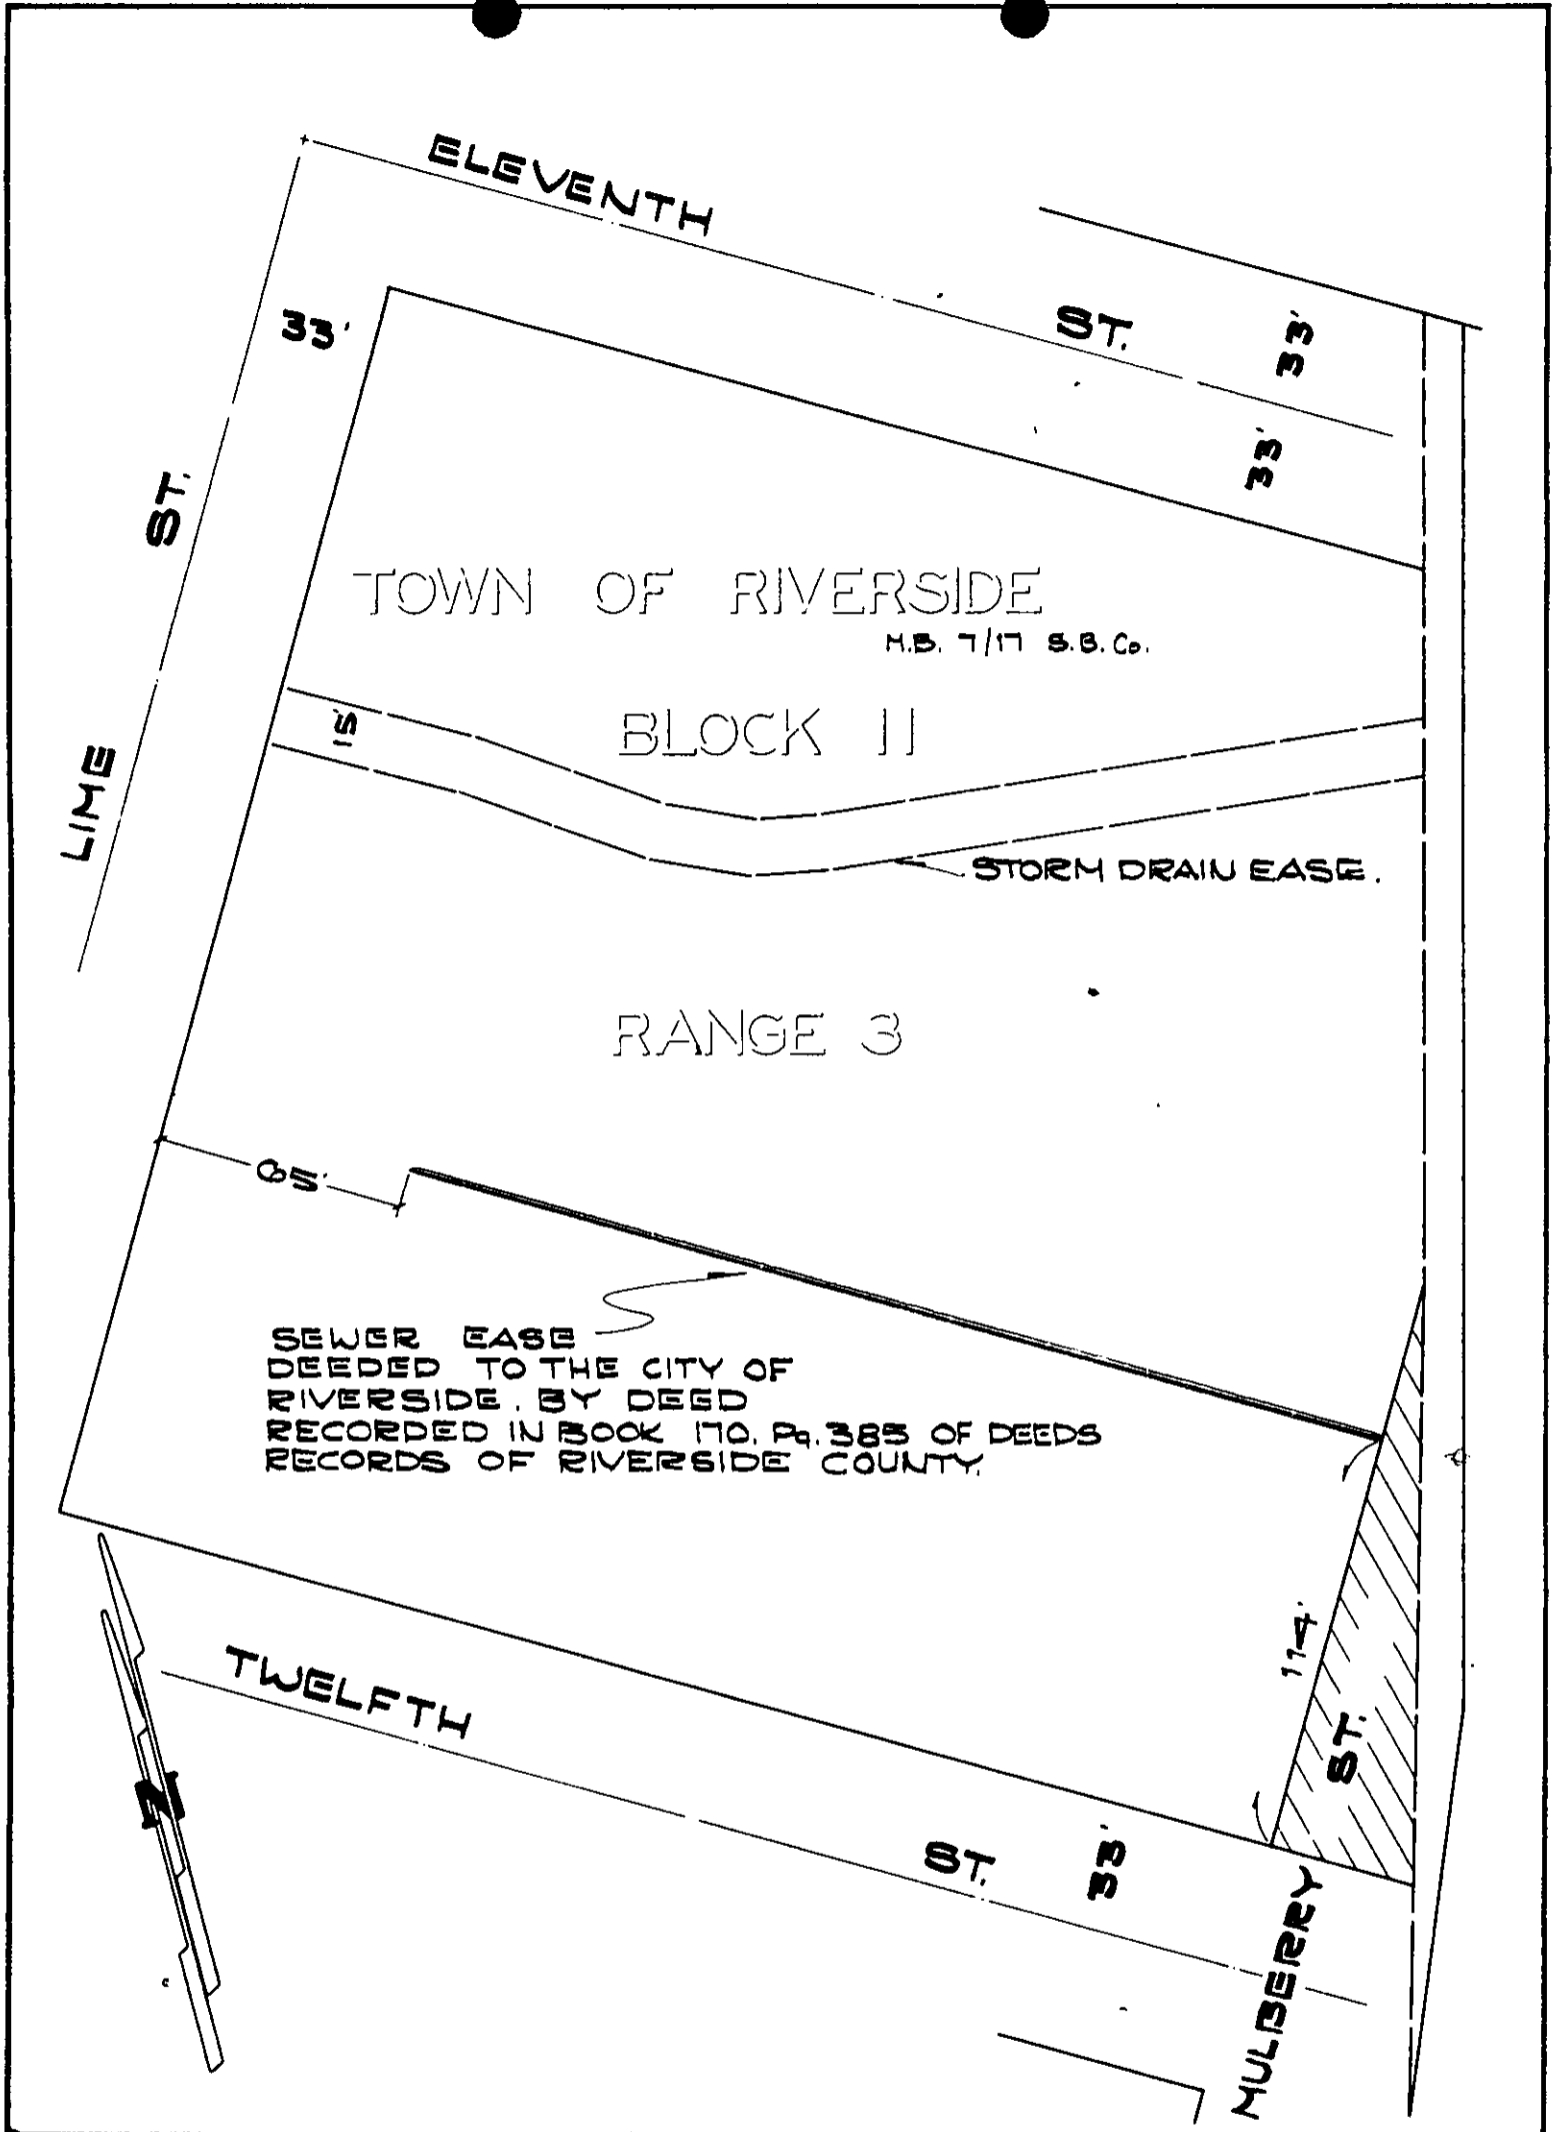 ELEVENTH ST.
33'
33'
33'
LIME ST.
TOWN OF RIVERSIDE
M.B. 7/17 S.B. Co.
BLOCK 11
15'
STORM DRAIN EASE.
RANGE 3
65'
SEWER EASE
DEEDED TO THE CITY OF
RIVERSIDE. BY DEED
RECORDED IN BOOK 170. Pg. 385 OF DEEDS
RECORDS OF RIVERSIDE COUNTY.
114'
TWELFTH ST.
33'
MULBERRY ST.
N